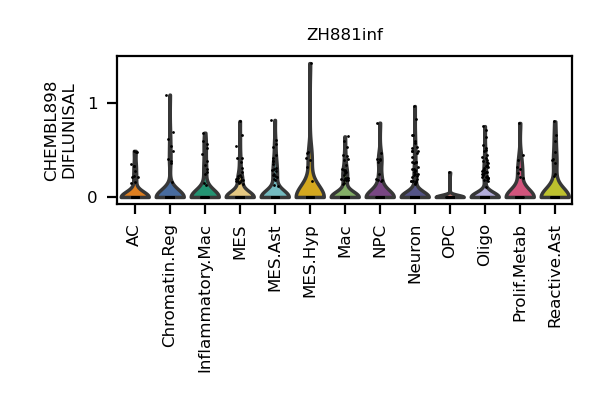 ZH881inf
CHEMBL898
DIFLUNISAL
1
0
AC
Chromatin.Reg
Inflammatory.Mac
MES
MES.Ast
MES.Hyp
Mac
NPC
Neuron
OPC
Oligo
Prolif.Metab
Reactive.Ast